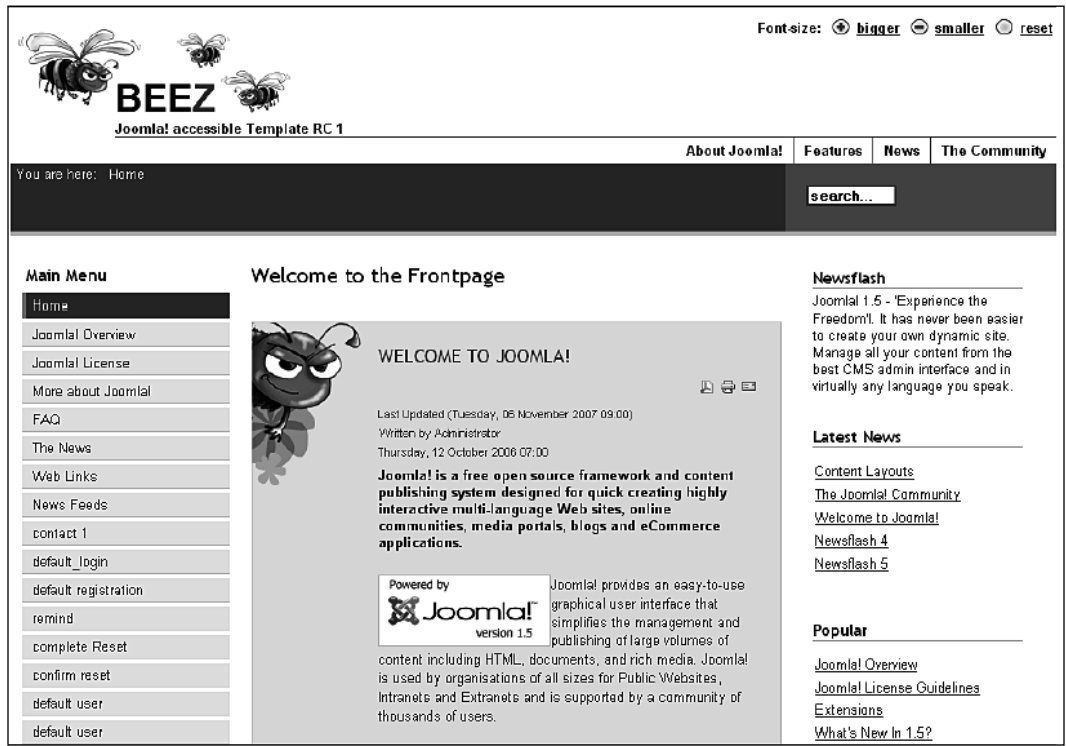 Font-size: bigger smaller reset
BEEZ
Joomla! accessible Template RC 1
About Joomla! Features News The Community
You are here: Home
search...
Main Menu
Home
Joomla! Overview
Joomla! License
More about Joomla!
FAQ
The News
Web Links
News Feeds
contact 1
default_login
default registration
remind
complete Reset
confirm reset
default user
default user
Welcome to the Frontpage
WELCOME TO JOOMLA!
Last Updated (Tuesday, 06 November 2007 09:00)
Written by Administrator
Thursday, 12 October 2006 07:00
Joomla! is a free open source framework and content
publishing system designed for quick creating highly
interactive multi-language Web sites, online
communities, media portals, blogs and eCommerce
applications.
Powered by
Joomla!
version 1.5
Joomla! provides an easy-to-use
graphical user interface that
simplifies the management and
publishing of large volumes of
content including HTML, documents, and rich media. Joomla!
is used by organisations of all sizes for Public Websites,
Intranets and Extranets and is supported by a community of
thousands of users.
Newsflash
Joomla! 1.5 - 'Experience the
Freedom'!. It has never been easier
to create your own dynamic site.
Manage all your content from the
best CMS admin interface and in
virtually any language you speak.
Latest News
Content Layouts
The Joomla! Community
Welcome to Joomla!
Newsflash 4
Newsflash 5
Popular
Joomla! Overview
Joomla! License Guidelines
Extensions
What's New In 1.5?